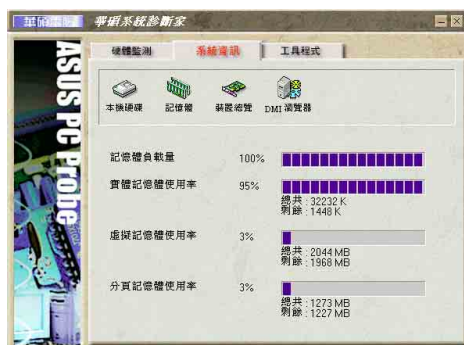 華碩電腦 華碩系統診斷家
ASUS PC Probe
硬體監測 系統資訊 工具程式
本機硬碟 記憶體 裝置總覽 DMI 瀏覽器
記憶體負載量 100%
實體記憶體使用率 95%
總共 : 32232 K
剩餘 : 1448 K
虛擬記憶體使用率 3%
總共 : 2044 MB
剩餘 : 1968 MB
分頁記憶體使用率 3%
總共 : 1273 MB
剩餘 : 1227 MB